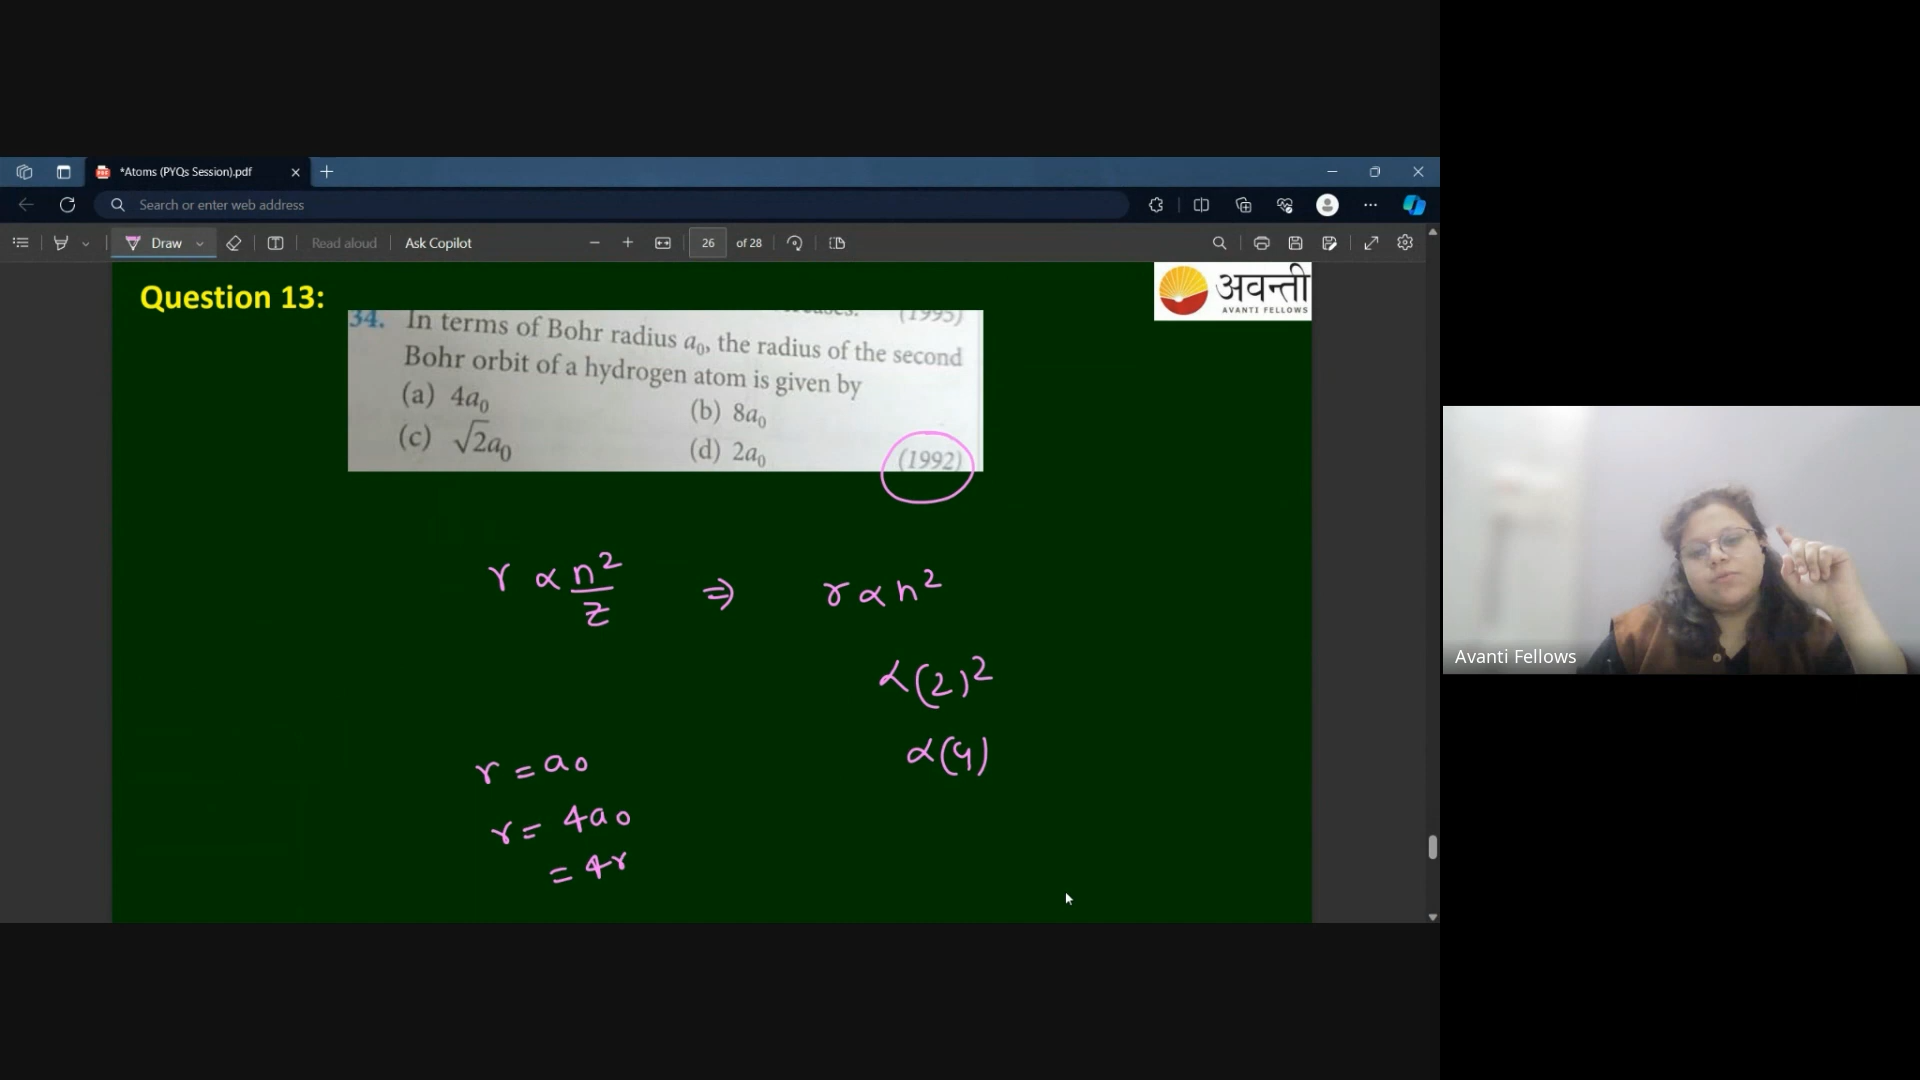 *Atoms (PYQs Session).pdf
Search or enter web address
Draw
Read aloud
Ask Copilot
26 of 28
Question 13:
अवन्ती
AVANTI FELLOWS
(1995)
34. In terms of Bohr radius a₀, the radius of the second
Bohr orbit of a hydrogen atom is given by
(a) 4a₀ (b) 8a₀
(c) √2a₀ (d) 2a₀
(1992)
r ∝ n²/z ⇒ r ∝ n²
∝ (2)²
∝ (4)
r = a₀
r = 4a₀
= 4r
Avanti Fellows